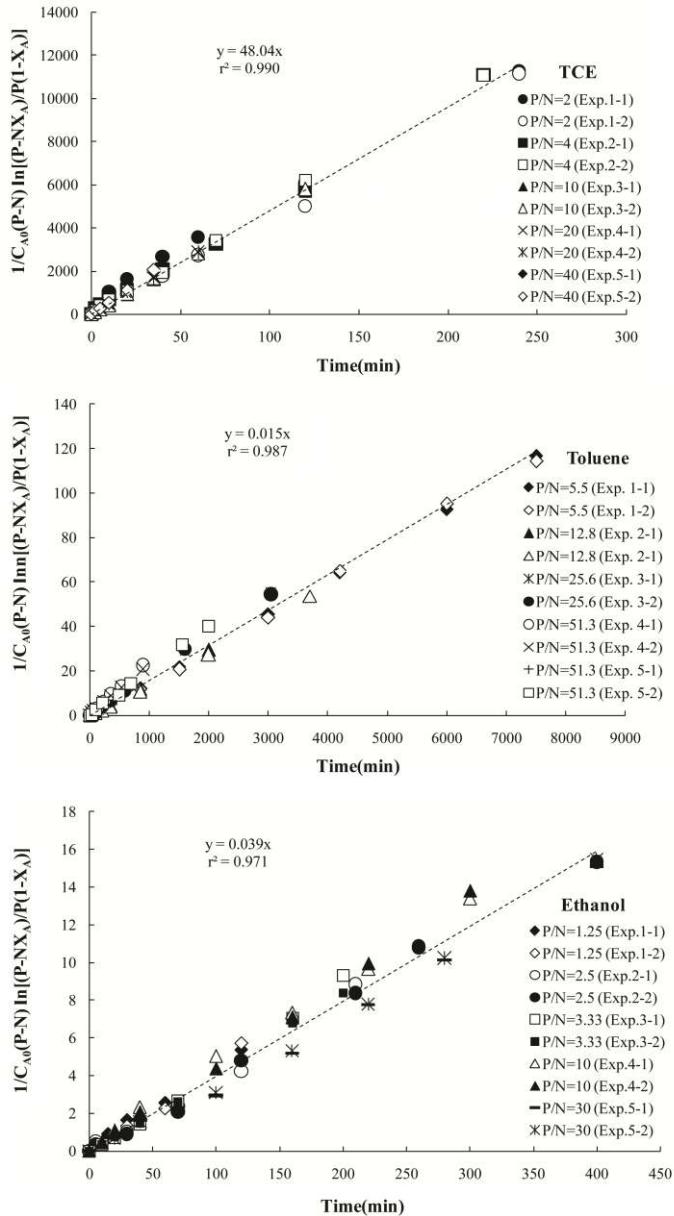 14000
12000
10000
8000
6000
4000
2000
0
1/C_A0(P-N) ln[(P-NX_A)/P(1-X_A)]
y = 48.04x
r² = 0.990
TCE
P/N=2 (Exp.1-1)
P/N=2 (Exp.1-2)
P/N=4 (Exp.2-1)
P/N=4 (Exp.2-2)
P/N=10 (Exp.3-1)
P/N=10 (Exp.3-2)
P/N=20 (Exp.4-1)
P/N=20 (Exp.4-2)
P/N=40 (Exp.5-1)
P/N=40 (Exp.5-2)
0 50 100 150 200 250 300
Time(min)
140
120
100
80
60
40
20
0
1/C_A0(P-N) lnn[(P-NX_A)/P(1-X_A)]
y = 0.015x
r² = 0.987
Toluene
P/N=5.5 (Exp. 1-1)
P/N=5.5 (Exp. 1-2)
P/N=12.8 (Exp. 2-1)
P/N=12.8 (Exp. 2-1)
P/N=25.6 (Exp. 3-1)
P/N=25.6 (Exp. 3-2)
P/N=51.3 (Exp. 4-1)
P/N=51.3 (Exp. 4-2)
P/N=51.3 (Exp. 5-1)
P/N=51.3 (Exp. 5-2)
0 1000 2000 3000 4000 5000 6000 7000 8000 9000
Time(min)
18
16
14
12
10
8
6
4
2
0
1/C_A0(P-N) ln[(P-NX_A)/P(1-X_A)]
y = 0.039x
r² = 0.971
Ethanol
P/N=1.25 (Exp.1-1)
P/N=1.25 (Exp.1-2)
P/N=2.5 (Exp.2-1)
P/N=2.5 (Exp.2-2)
P/N=3.33 (Exp.3-1)
P/N=3.33 (Exp.3-2)
P/N=10 (Exp.4-1)
P/N=10 (Exp.4-2)
P/N=30 (Exp.5-1)
P/N=30 (Exp.5-2)
0 50 100 150 200 250 300 350 400 450
Time(min)